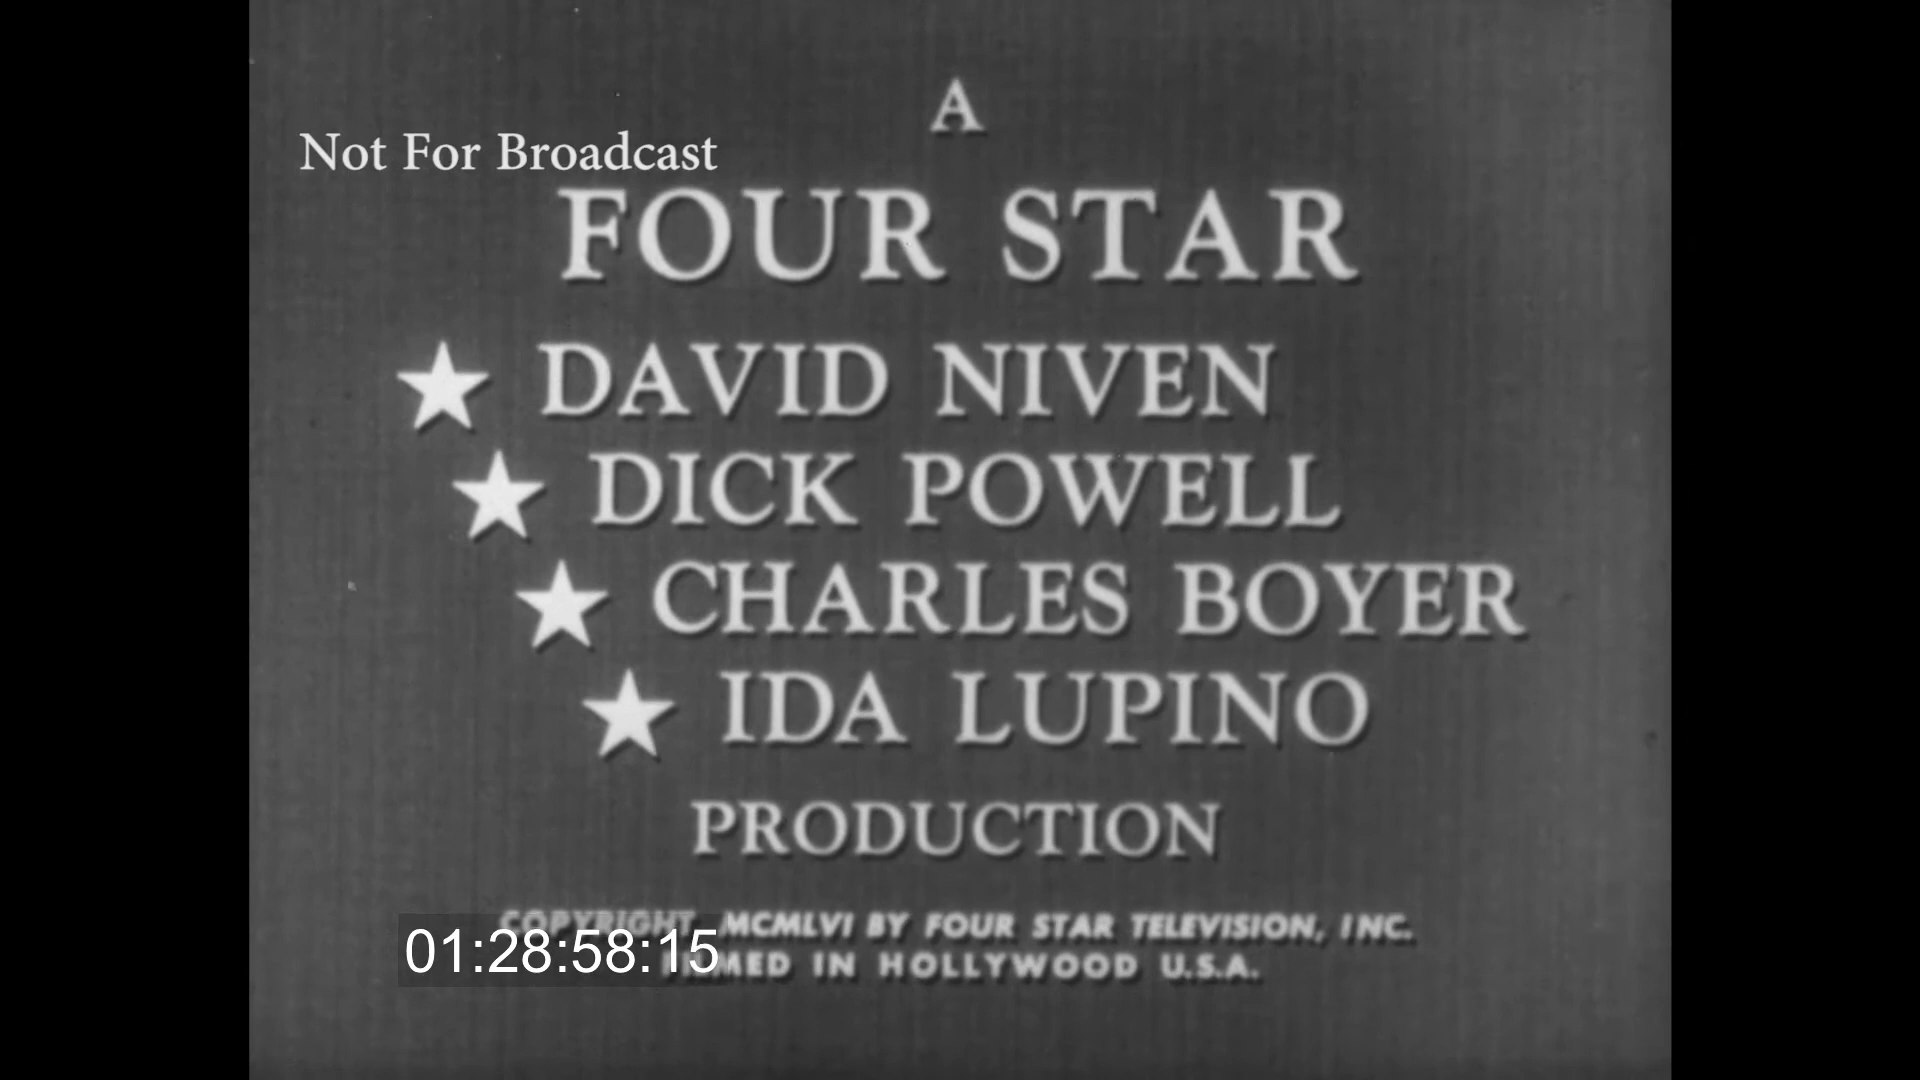 A
Not For Broadcast
FOUR STAR
★ DAVID NIVEN
★ DICK POWELL
★ CHARLES BOYER
★ IDA LUPINO
PRODUCTION
COPYRIGHT MCMLVI BY FOUR STAR TELEVISION, INC.
01:28:58:15
IN HOLLYWOOD U.S.A.